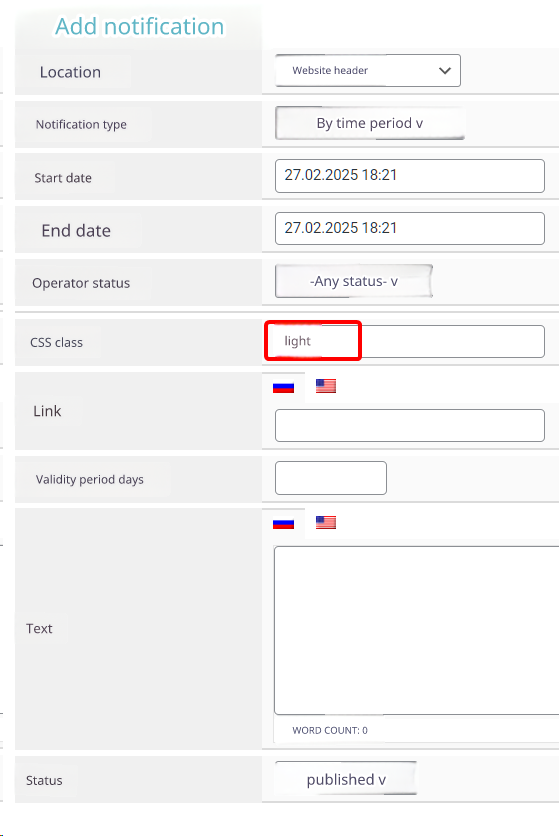 Add notification
Location
Website header
Notification type
By time period v
Start date
27.02.2025 18:21
End date
27.02.2025 18:21
Operator status
-Any status- v
CSS class
light
Link
Validity period days
Text
WORD COUNT: 0
Status
published v